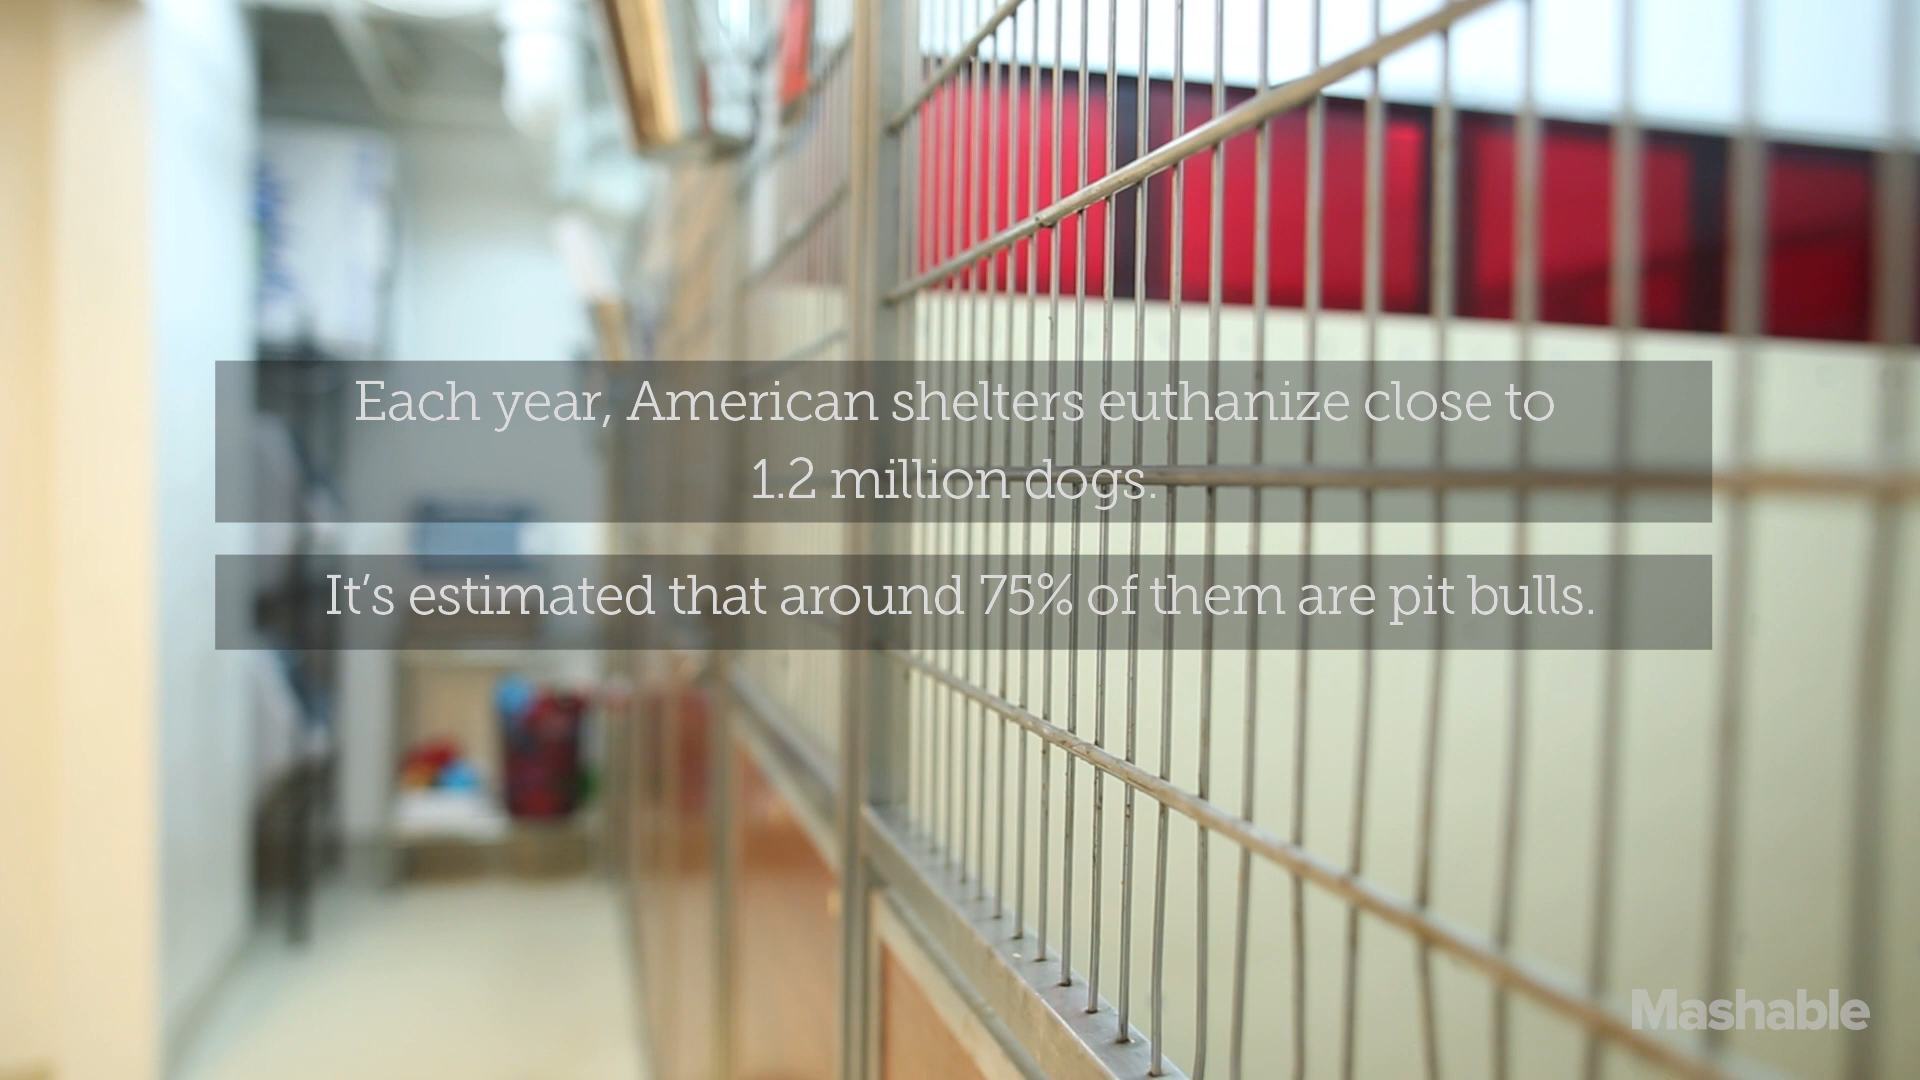 Each year, American shelters euthanize close to
1.2 million dogs.
It’s estimated that around 75% of them are pit bulls.
Mashable